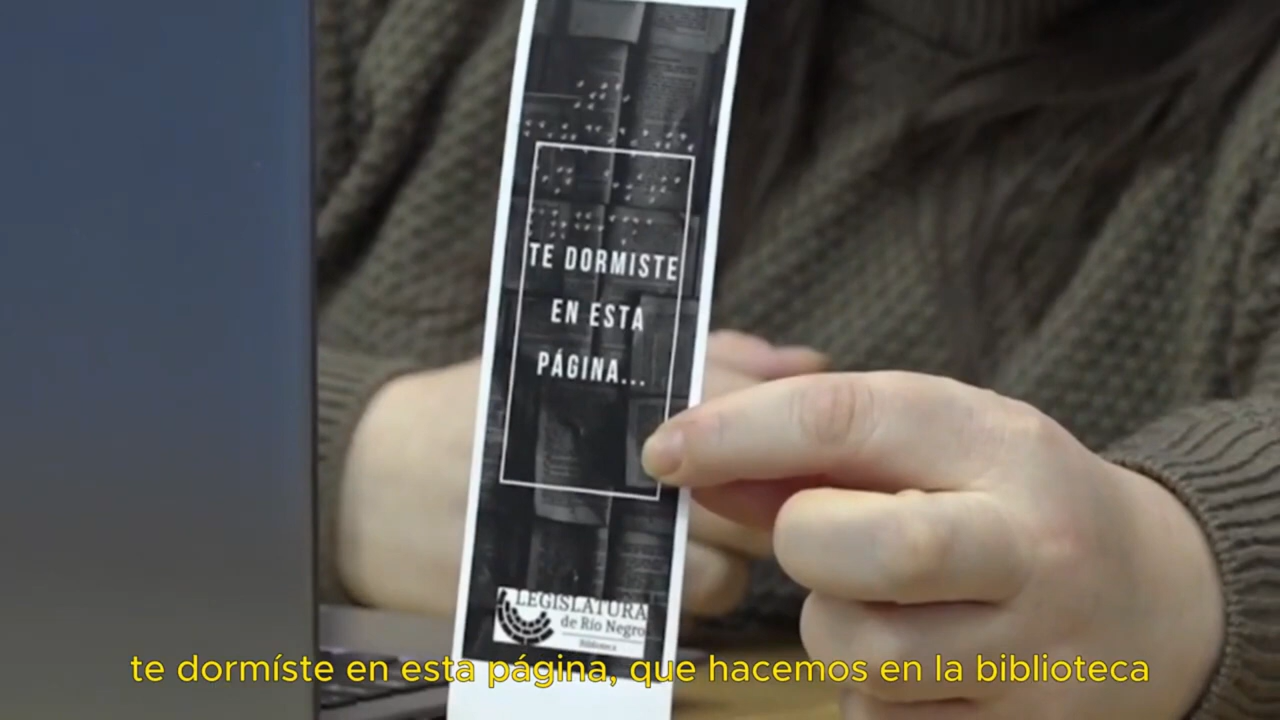 TE DORMISTE
EN ESTA
PÁGINA...
LEGISLATURA
de Río Negro
Biblioteca
te dormíste en esta página, que hacemos en la biblioteca